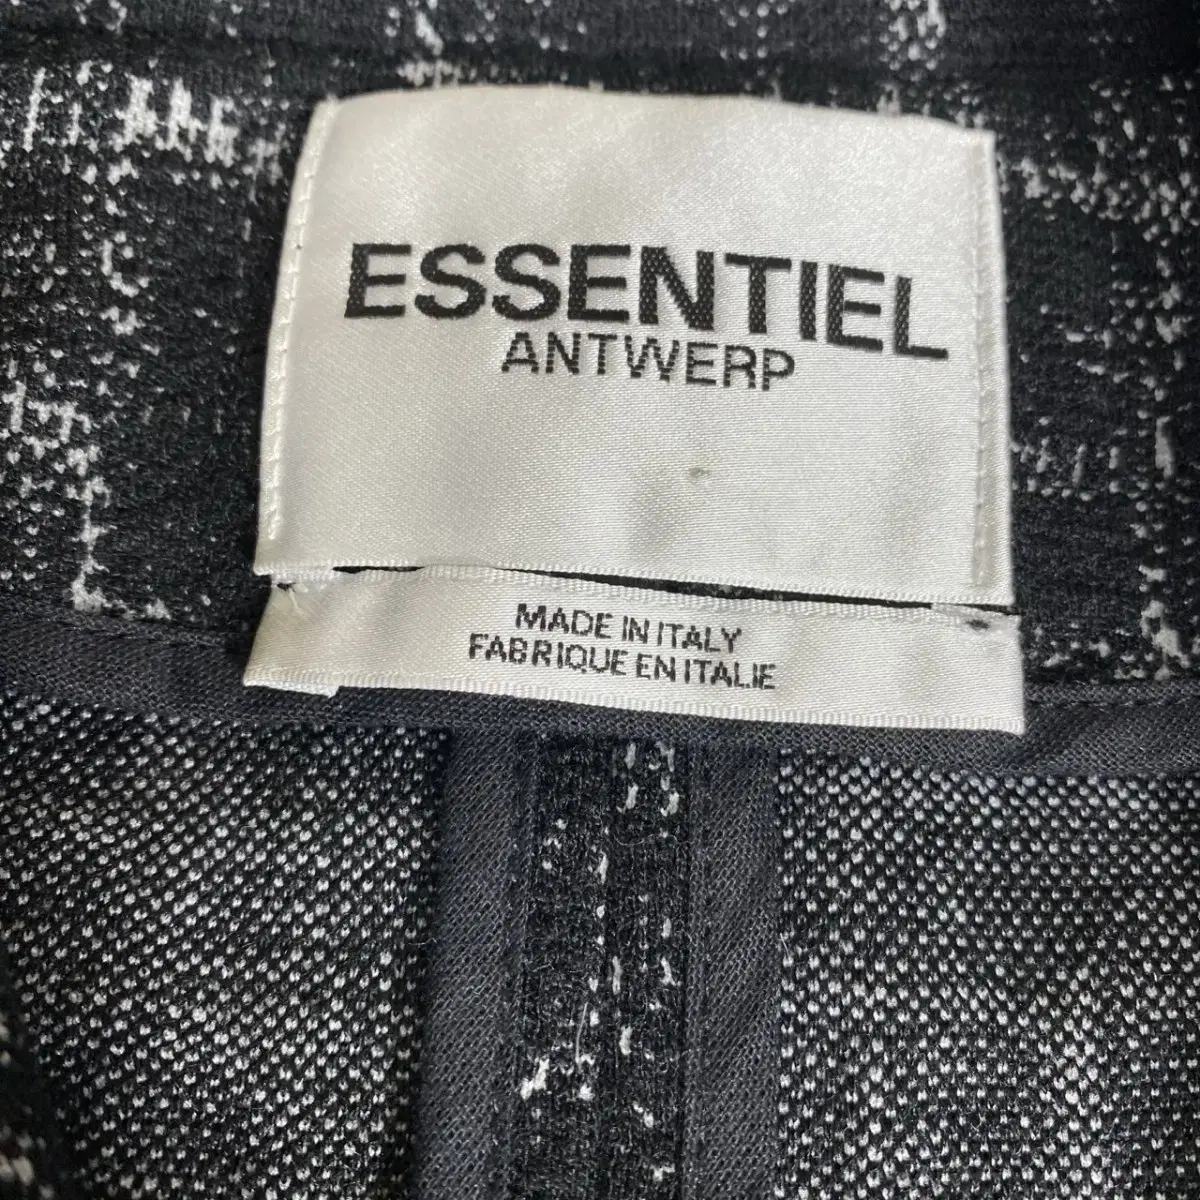 ESSENTIEL
ANTWERP
MADE IN ITALY
FABRIQUE EN ITALIE